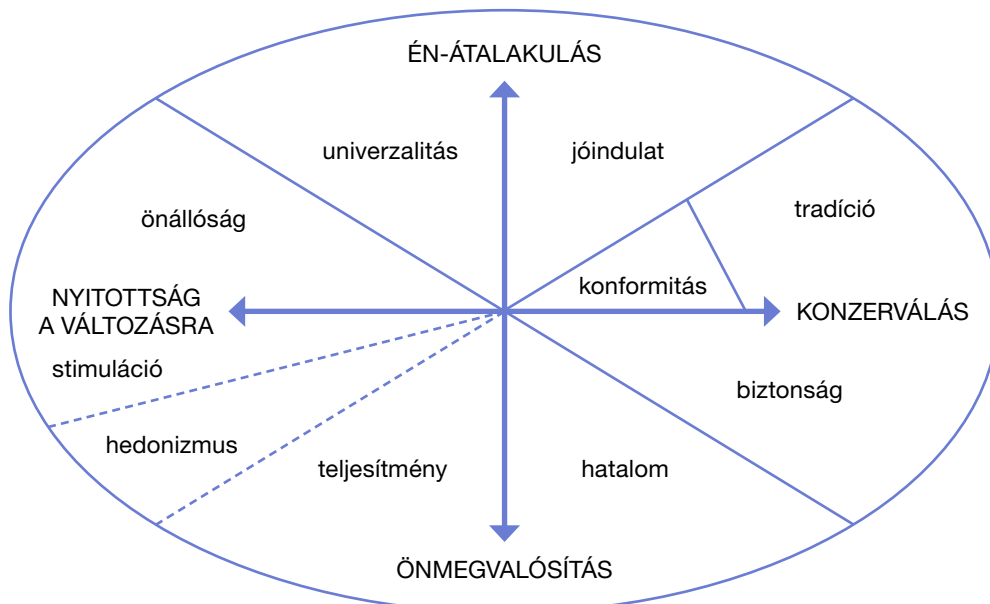 ÉN-ÁTALAKULÁS
univerzalitás
jóindulat
önállóság
tradíció
konformitás
NYITOTTSÁG
A VÁLTOZÁSRA
KONZERVÁLÁS
stimuláció
biztonság
hedonizmus
teljesítmény
hatalom
ÖNMEGVALÓSÍTÁS